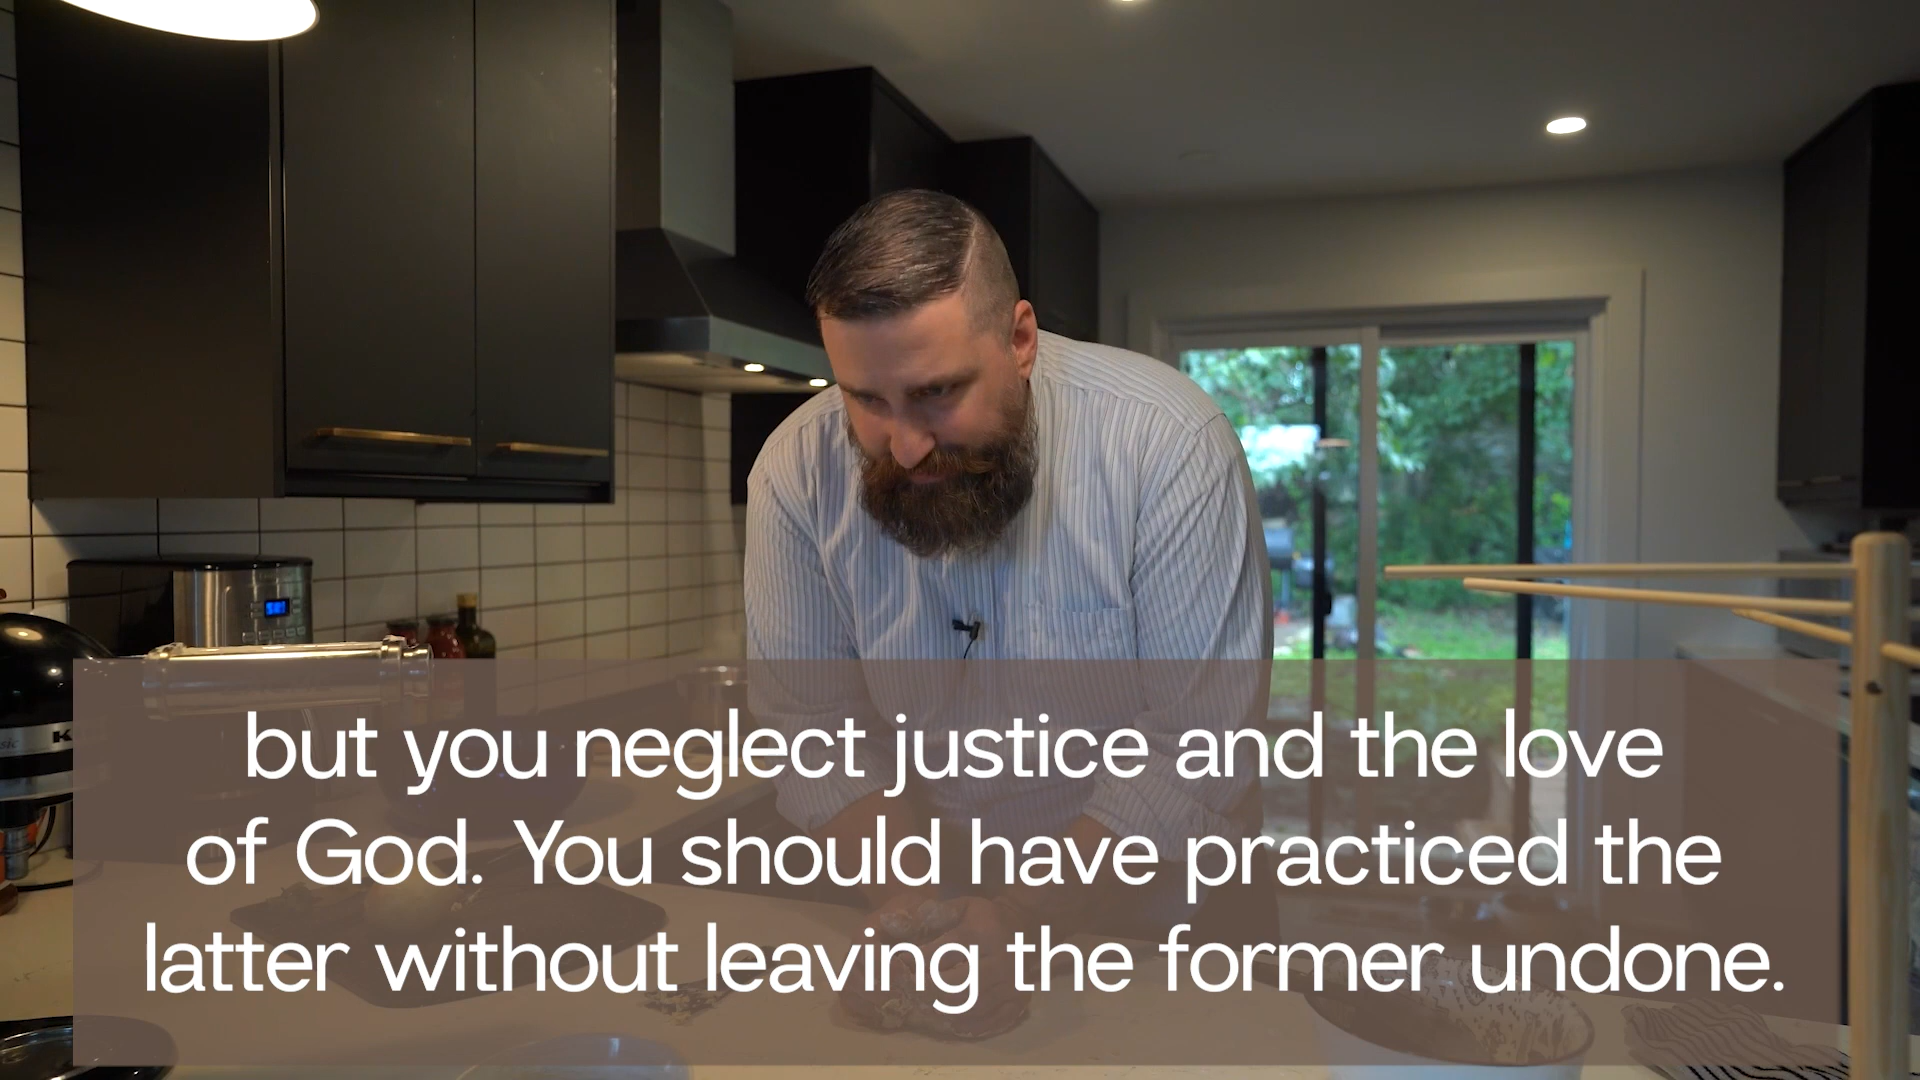 but you neglect justice and the love
of God. You should have practiced the
latter without leaving the former undone.